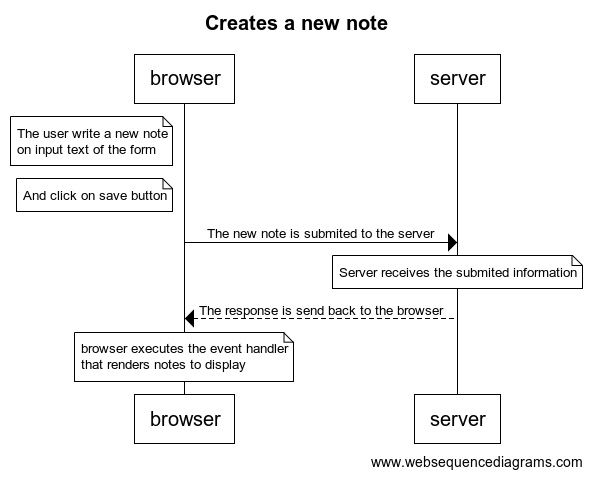 Creates a new note
browser
server
The user write a new note
on input text of the form
And click on save button
The new note is submited to the server
Server receives the submited information
The response is send back to the browser
browser executes the event handler
that renders notes to display
browser
server
www.websequencediagrams.com